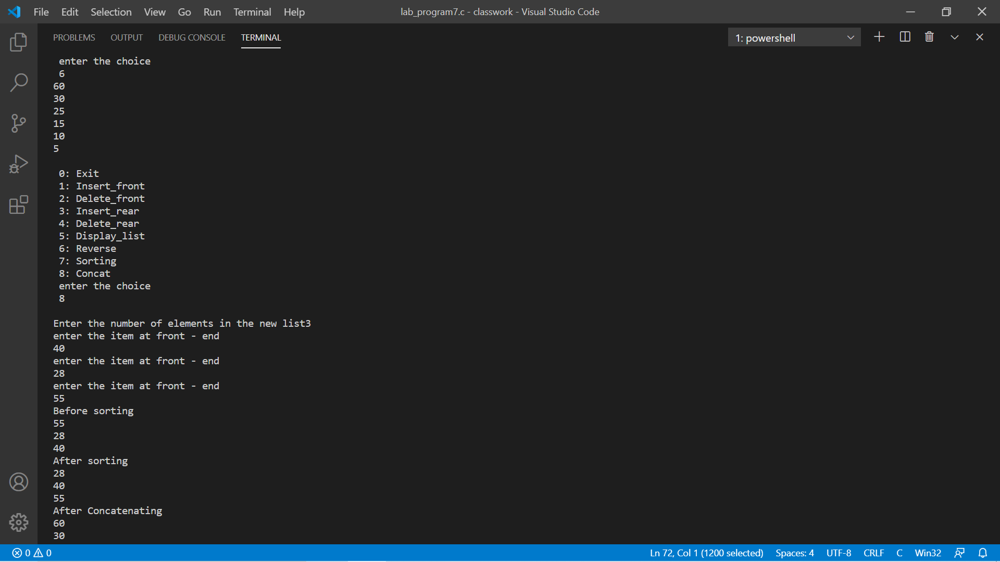 File Edit Selection View Go Run Terminal Help lab_program7.c - classwork - Visual Studio Code
PROBLEMS OUTPUT DEBUG CONSOLE TERMINAL 1: powershell
enter the choice
6
60
30
25
15
10
5
0: Exit
1: Insert_front
2: Delete_front
3: Insert_rear
4: Delete_rear
5: Display_list
6: Reverse
7: Sorting
8: Concat
enter the choice
8
Enter the number of elements in the new list3
enter the item at front - end
40
enter the item at front - end
28
enter the item at front - end
55
Before sorting
55
28
40
After sorting
28
40
55
After Concatenating
60
30
0 0 Ln 72, Col 1 (1200 selected) Spaces: 4 UTF-8 CRLF C Win32